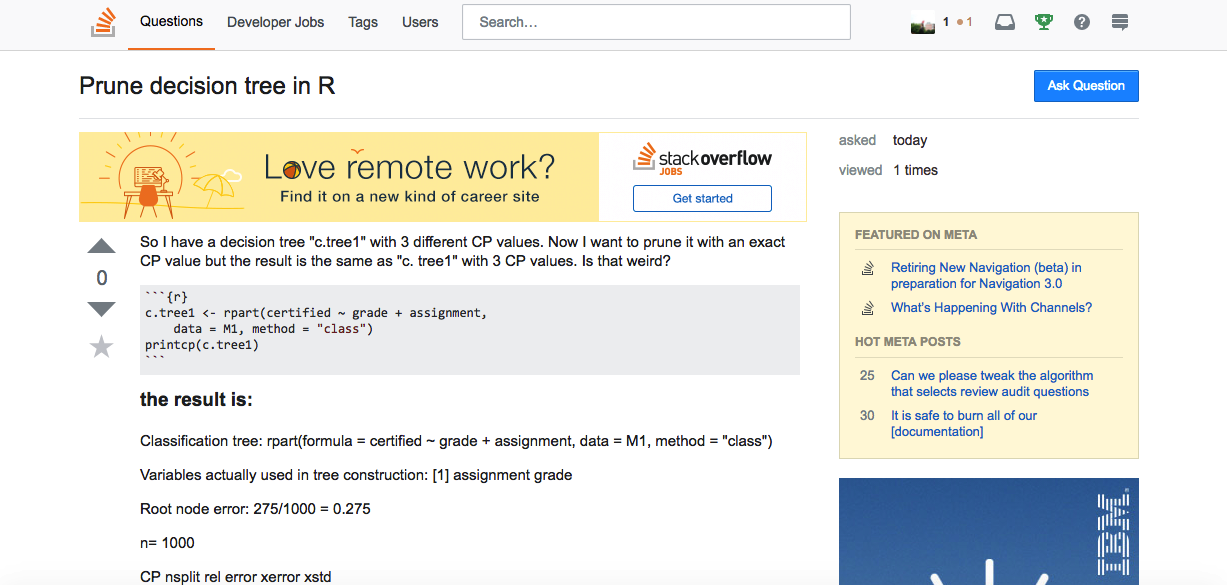 Questions Developer Jobs Tags Users Search... 1 1
Prune decision tree in R
Ask Question
Love remote work?
Find it on a new kind of career site
stackoverflow
JOBS
Get started
asked today
viewed 1 times
0
So I have a decision tree "c.tree1" with 3 different CP values. Now I want to prune it with an exact
CP value but the result is the same as "c. tree1" with 3 CP values. Is that weird?
```{r}
c.tree1 <- rpart(certified ~ grade + assignment,
data = M1, method = "class")
printcp(c.tree1)
```
the result is:
Classification tree: rpart(formula = certified ~ grade + assignment, data = M1, method = "class")
Variables actually used in tree construction: [1] assignment grade
Root node error: 275/1000 = 0.275
n= 1000
CP nsplit rel error xerror xstd
FEATURED ON META
Retiring New Navigation (beta) in
preparation for Navigation 3.0
What's Happening With Channels?
HOT META POSTS
25 Can we please tweak the algorithm
that selects review audit questions
30 It is safe to burn all of our
[documentation]
IBM